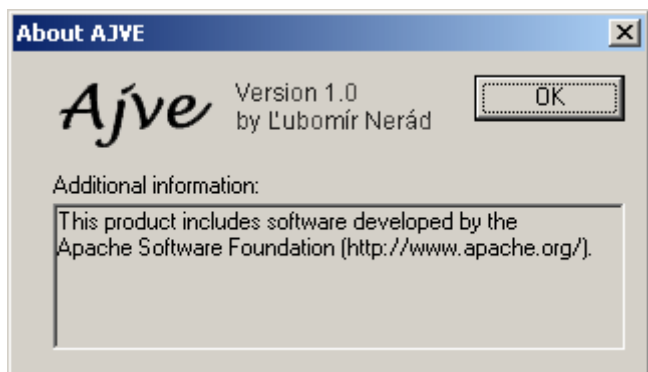 About AJVE
Ajve
Version 1.0
by Ľubomír Nerád
OK
Additional information:
This product includes software developed by the
Apache Software Foundation (http://www.apache.org/).